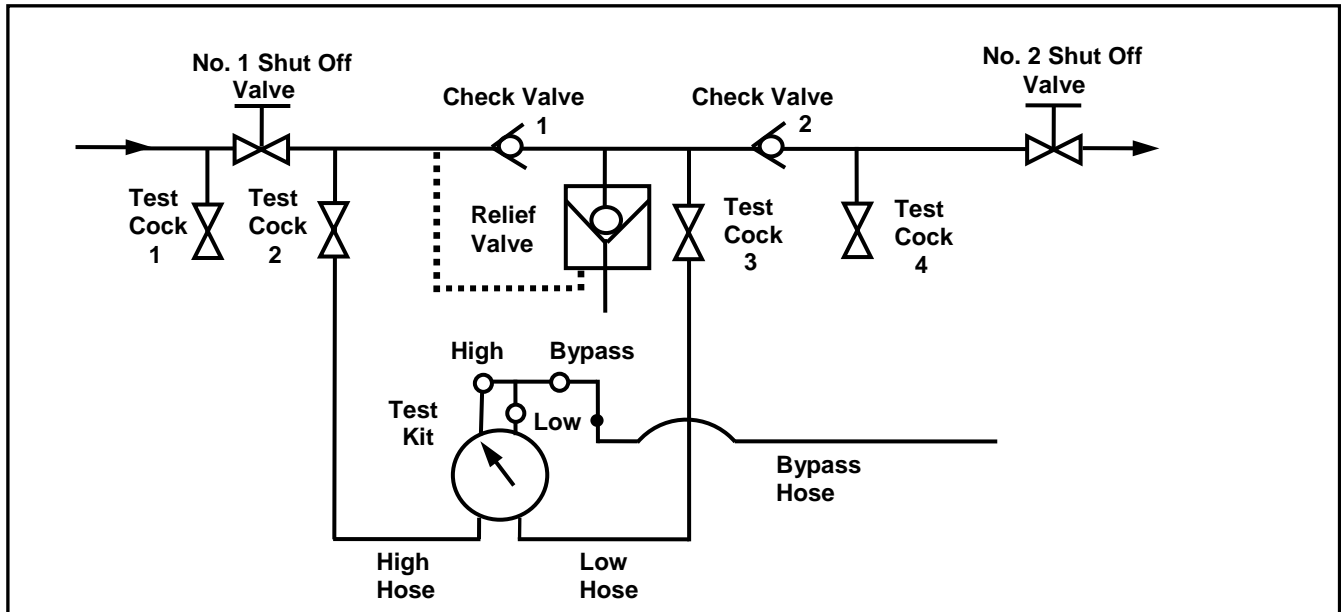 No. 1 Shut Off
Valve
No. 2 Shut Off
Valve
Check Valve
1
Check Valve
2
Test
Cock
1
Test
Cock
2
Relief
Valve
Test
Cock
3
Test
Cock
4
High
Bypass
Test
Kit
Low
Bypass
Hose
High
Hose
Low
Hose